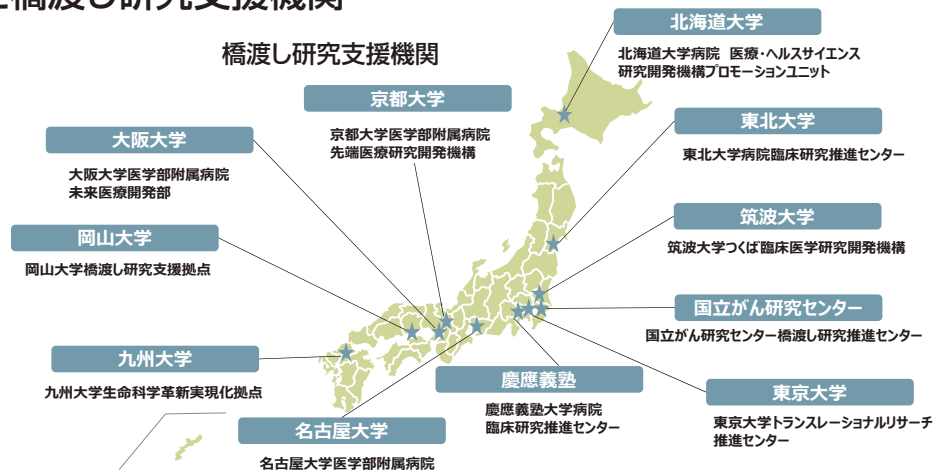 橋渡し研究支援機関
橋渡し研究支援機関
北海道大学
北海道大学病院 医療・ヘルスサイエンス
研究開発機構プロモーションユニット
京都大学
京都大学医学部附属病院
先端医療研究開発機構
大阪大学
大阪大学医学部附属病院
未来医療開発部
東北大学
東北大学病院臨床研究推進センター
岡山大学
岡山大学橋渡し研究支援拠点
筑波大学
筑波大学つくば臨床医学研究開発機構
国立がん研究センター
国立がん研究センター橋渡し研究推進センター
九州大学
九州大学生命科学革新実現化拠点
慶應義塾
慶應義塾大学病院
臨床研究推進センター
東京大学
東京大学トランスレーショナルリサーチ
推進センター
名古屋大学
名古屋大学医学部附属病院